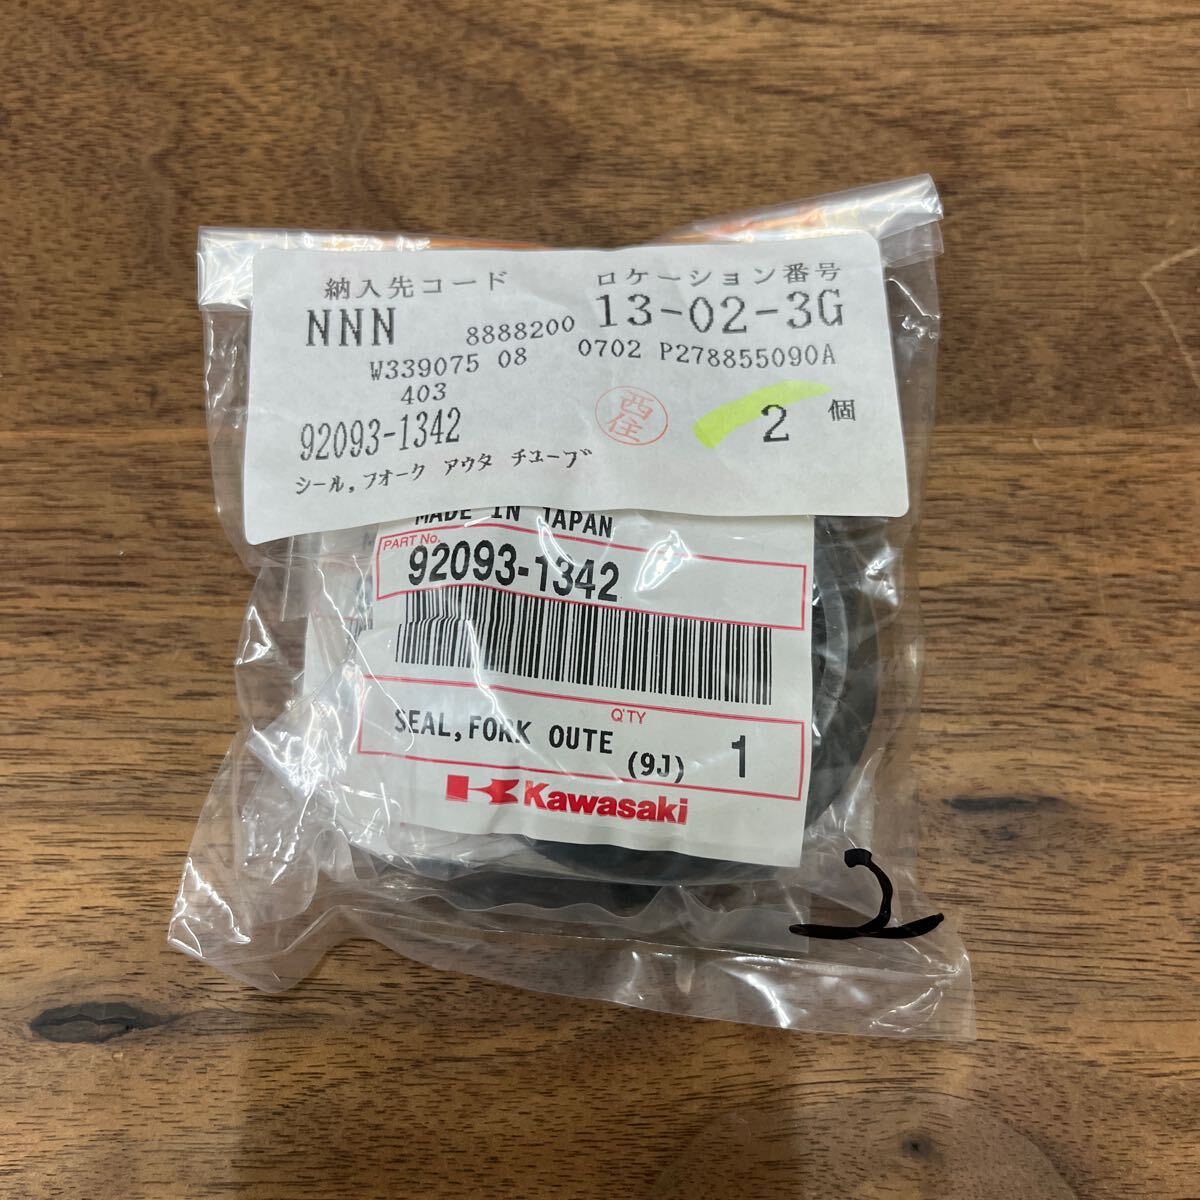 納入先コード ロケーション番号
NNN 8888200 13-02-3G
W339075 08 0702 P278855090A
403
92093-1342 西住 2 個
シール,フオーク アウタ チユーブ
MADE IN JAPAN
PART No.
92093-1342
Q'TY
SEAL,FORK OUTE (9J) 1
Kawasaki